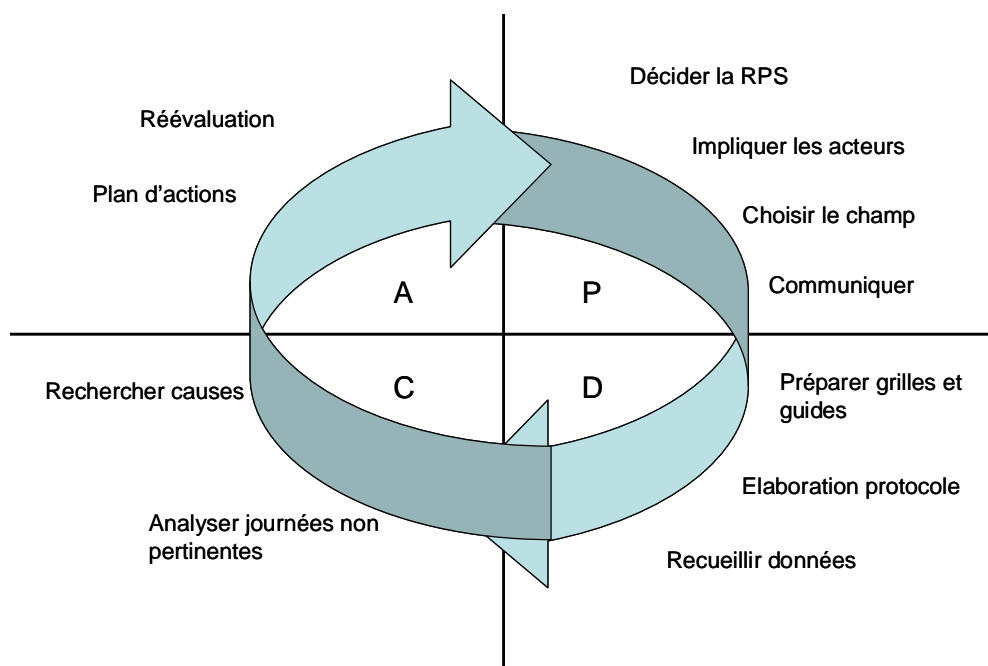 Décider la RPS
Réévaluation
Impliquer les acteurs
Plan d'actions
Choisir le champ
Communiquer
A
P
Rechercher causes
C
D
Préparer grilles et
guides
Elaboration protocole
Analyser journées non
pertinentes
Recueillir données